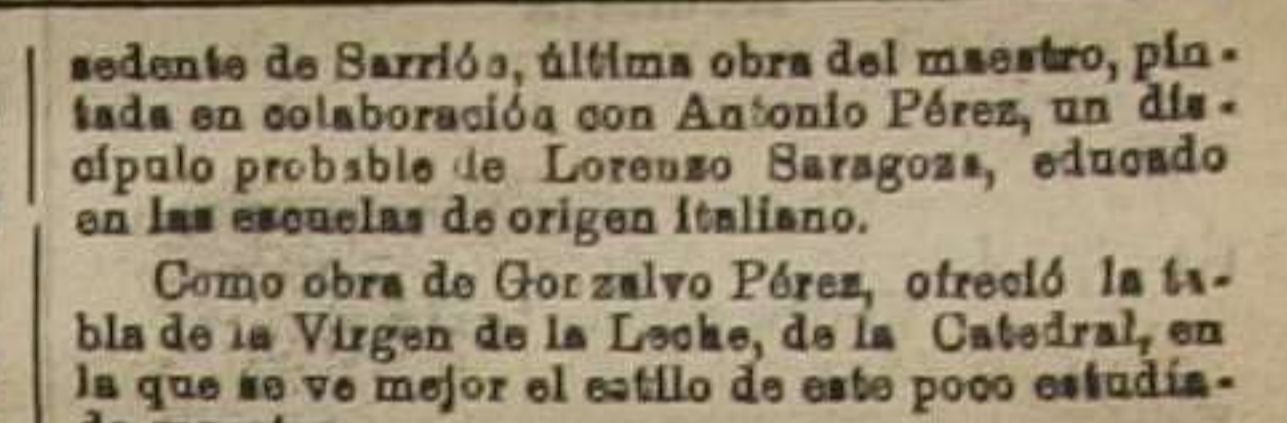 sedente de Sarrión, última obra del maestro, pin-
tada en colaboración con Antonio Pérez, un dis-
cípulo probable de Lorenzo Saragoza, educado
en las escuelas de origen italiano.
Como obra de Gonzalvo Pérez, ofreció la ta-
bla de la Virgen de la Leche, de la Catedral, en
la que se ve mejor el estilo de este poco estudia-